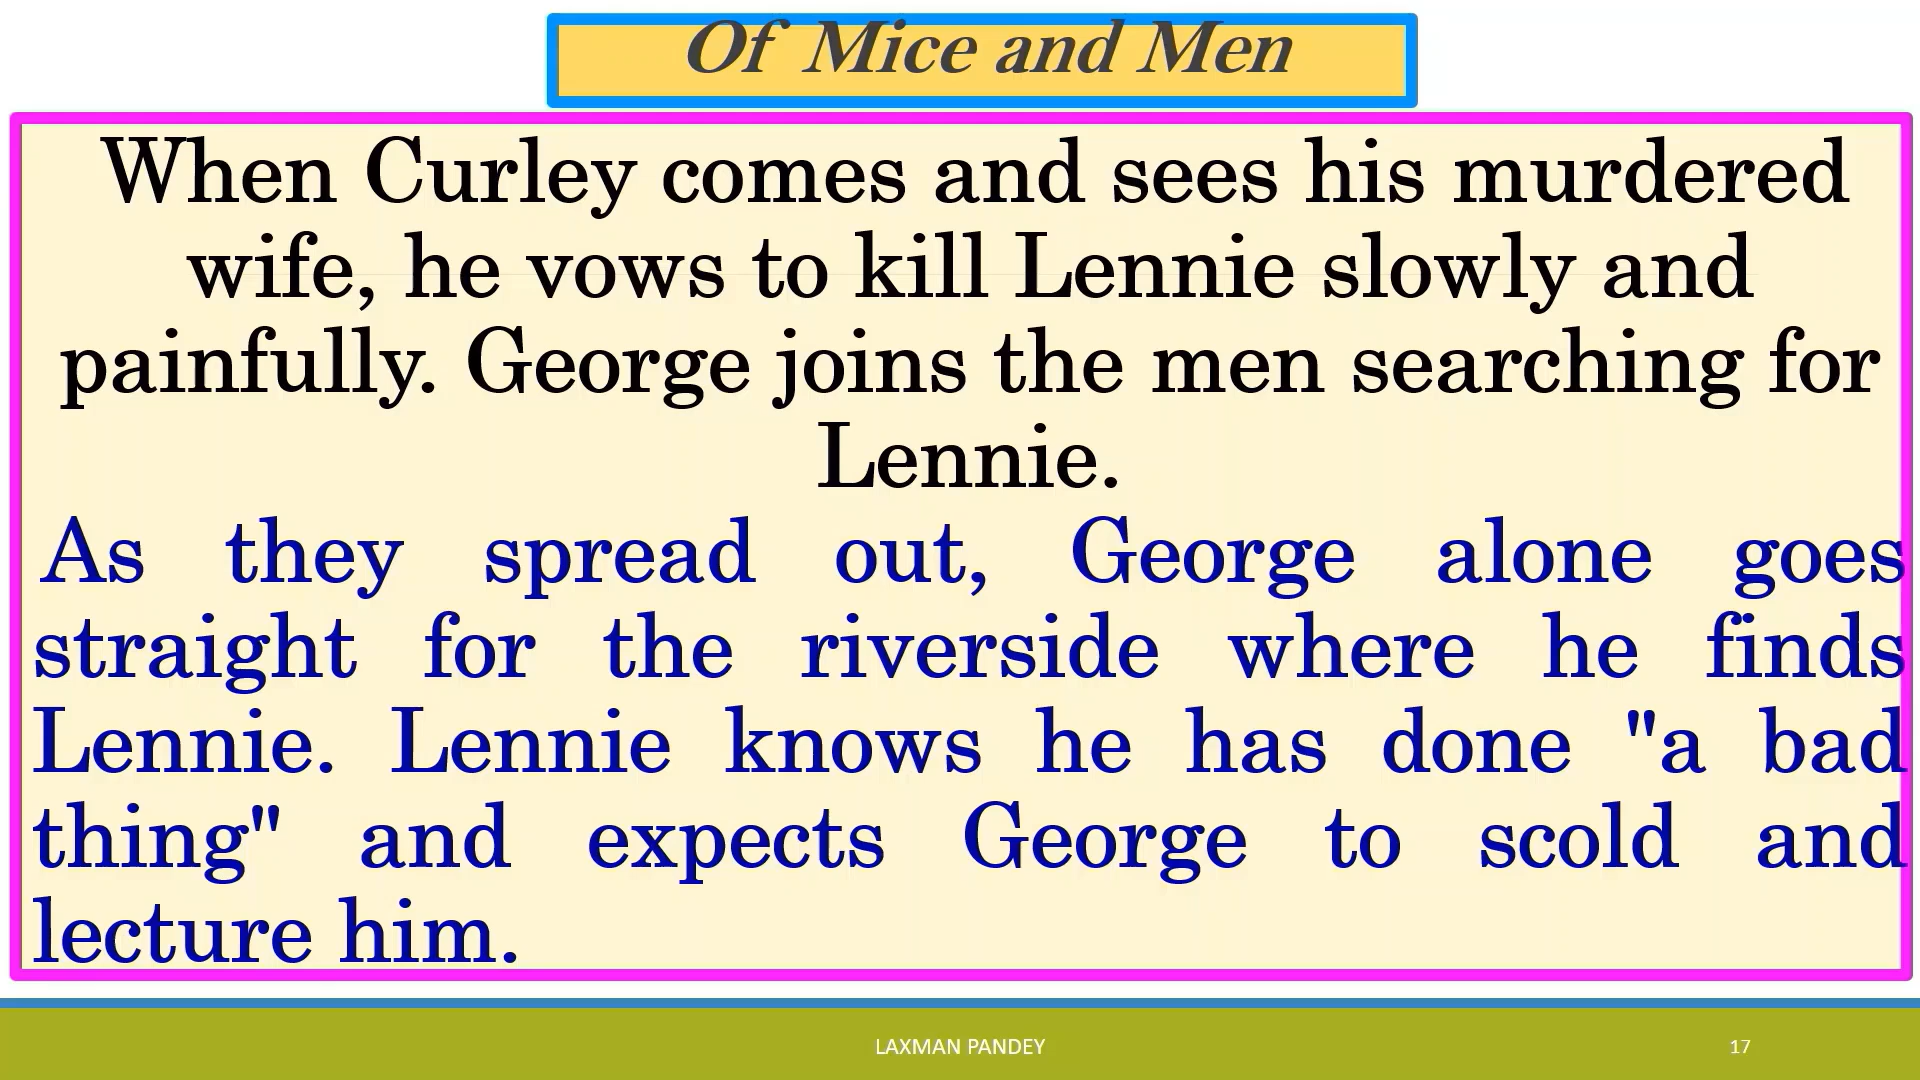 Of Mice and Men
When Curley comes and sees his murdered
wife, he vows to kill Lennie slowly and
painfully. George joins the men searching for
Lennie.
As they spread out, George alone goes
straight for the riverside where he finds
Lennie. Lennie knows he has done "a bad
thing" and expects George to scold and
lecture him.
LAXMAN PANDEY
17